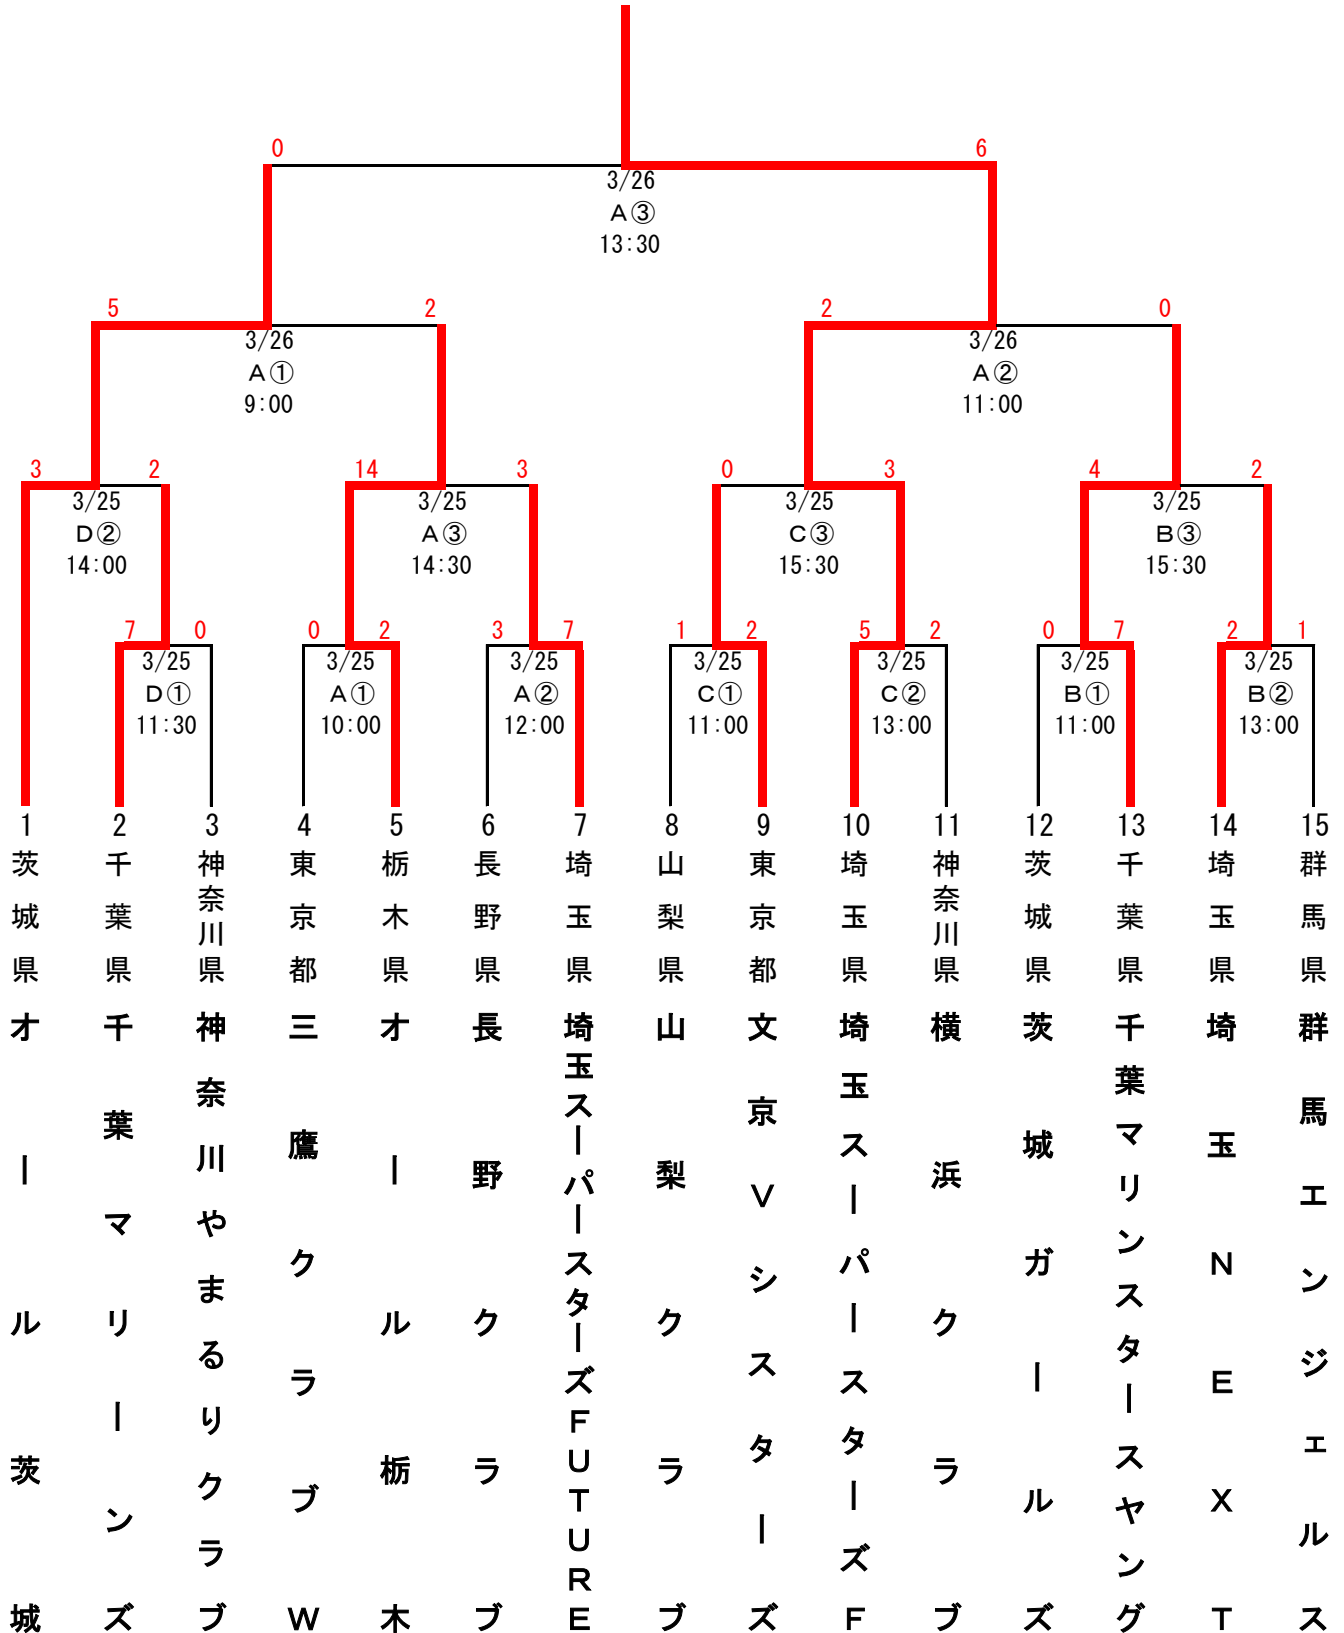 0 6
3/26
A③
13:30
5 2 2 0
3/26 3/26
A① A②
9:00 11:00
3 2 14 3 0 3 4 2
3/25 3/25 3/25 3/25
D② A③ C③ B③
14:00 14:30 15:30 15:30
7 0 0 2 3 7 1 2 5 2 0 7 2 1
3/25 3/25 3/25 3/25 3/25 3/25 3/25
D① A① A② C① C② B① B②
11:30 10:00 12:00 11:00 13:00 11:00 13:00
1 2 3 4 5 6 7 8 9 10 11 12 13 14 15
茨城県
千葉県
神奈川県
東京都
栃木県
長野県
埼玉県
山梨県
東京都
埼玉県
神奈川県
茨城県
千葉県
埼玉県
群馬県
オール茨城
千葉マリーンズ
神奈川やまるりクラブ
三鷹クラブW
オール栃木
長野クラブ
埼玉スーパースターズFUTURE
山梨クラブ
文京Vシスターズ
埼玉スーパースターズF
横浜クラブ
茨城ガールズ
千葉マリンスタースヤング
埼玉NEXT
群馬エンジェルス